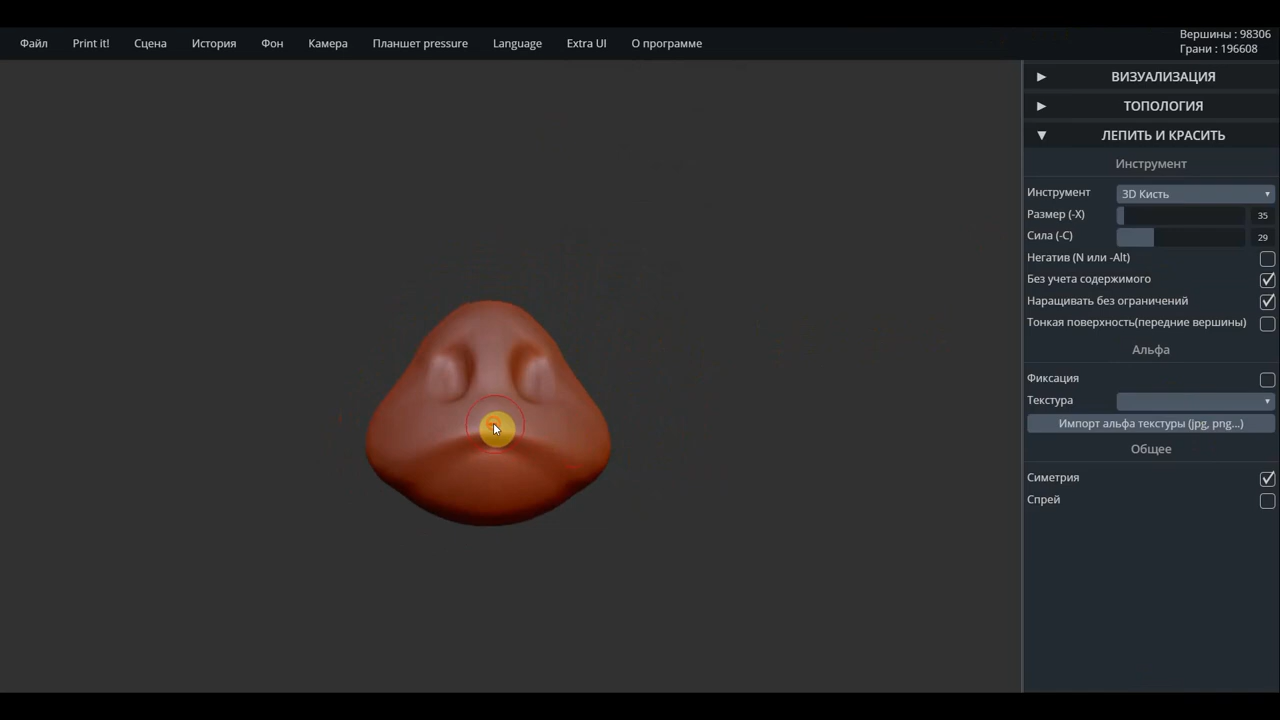 Файл Print it! Сцена История Фон Камера Планшет pressure Language Extra UI О программе
Вершины : 98306
Грани : 196608
ВИЗУАЛИЗАЦИЯ
ТОПОЛОГИЯ
ЛЕПИТЬ И КРАСИТЬ
Инструмент
Инструмент 3D Кисть
Размер (-X) 35
Сила (-C) 29
Негатив (N или -Alt)
Без учета содержимого
Наращивать без ограничений
Тонкая поверхность(передние вершины)
Альфа
Фиксация
Текстура
Импорт альфа текстуры (jpg, png...)
Общее
Симетрия
Спрей